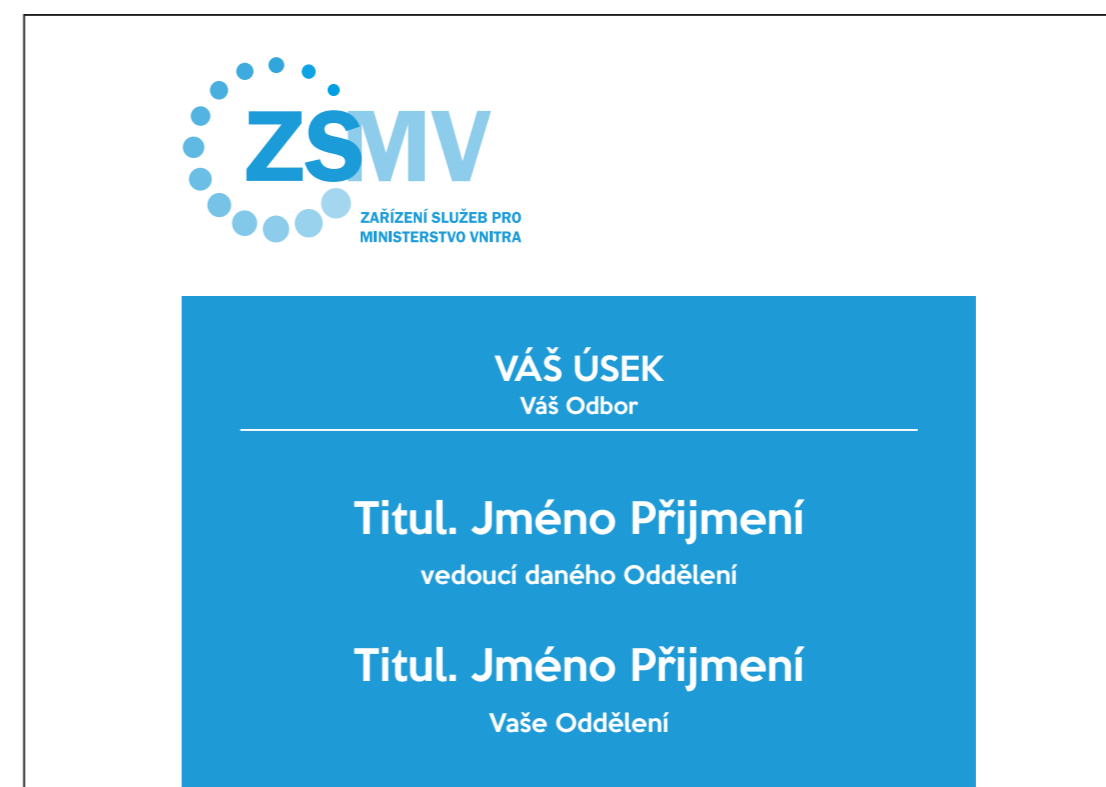 ZSMV
ZAŘÍZENÍ SLUŽEB PRO
MINISTERSTVO VNITRA
VÁŠ ÚSEK
Váš Odbor
Titul. Jméno Přijmení
vedoucí daného Oddělení
Titul. Jméno Přijmení
Vaše Oddělení